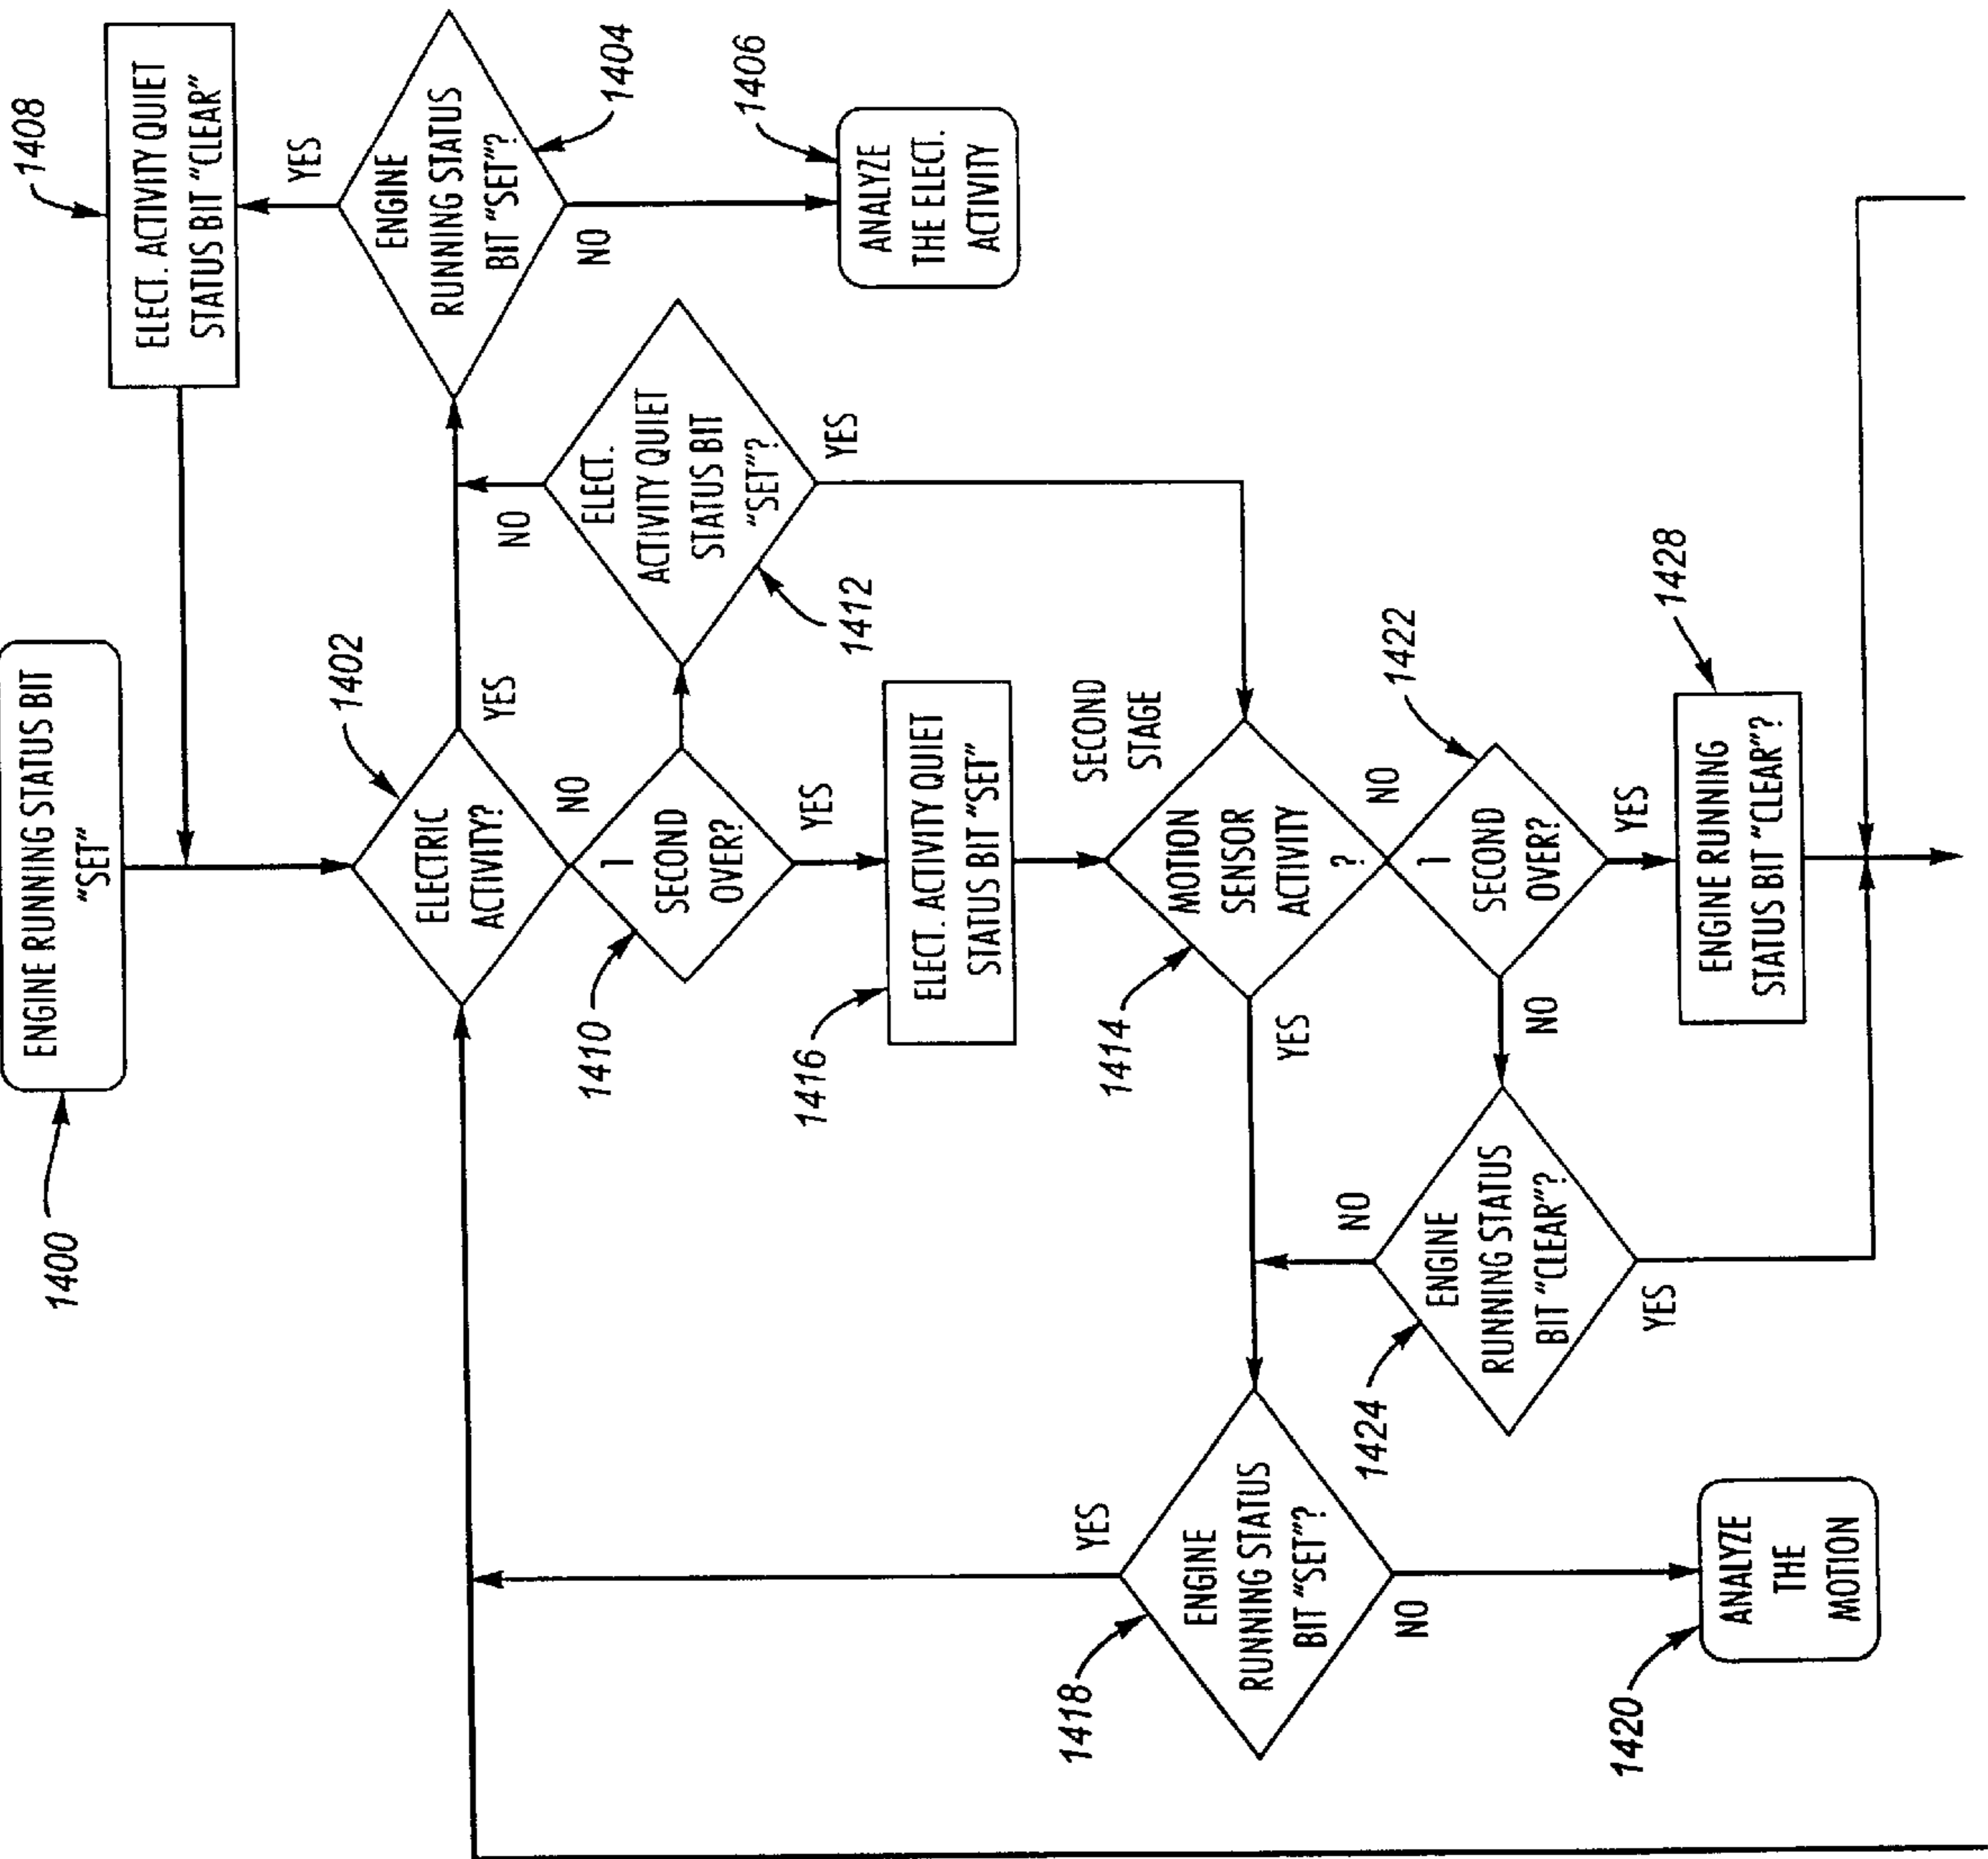 1400
ENGINE RUNNING STATUS BIT
"SET"
1408
ELECT. ACTIVITY QUIET
STATUS BIT "CLEAR"
YES
1402
ELECTRIC
ACTIVITY?
YES
NO
ENGINE
RUNNING STATUS
BIT "SET"?
1404
NO
1406
ANALYZE
THE ELECT.
ACTIVITY
1410
1
SECOND
OVER?
YES
ELECT.
ACTIVITY QUIET
STATUS BIT
"SET"?
NO
YES
1412
1416
ELECT. ACTIVITY QUIET
STATUS BIT "SET"
SECOND
STAGE
1414
MOTION
SENSOR
ACTIVITY
?
YES
NO
1422
1
SECOND
OVER?
NO
YES
1418
ENGINE
RUNNING STATUS
BIT "SET"?
YES
NO
1424
ENGINE
RUNNING STATUS
BIT "CLEAR"?
NO
YES
1428
ENGINE RUNNING
STATUS BIT "CLEAR"?
1420
ANALYZE
THE
MOTION